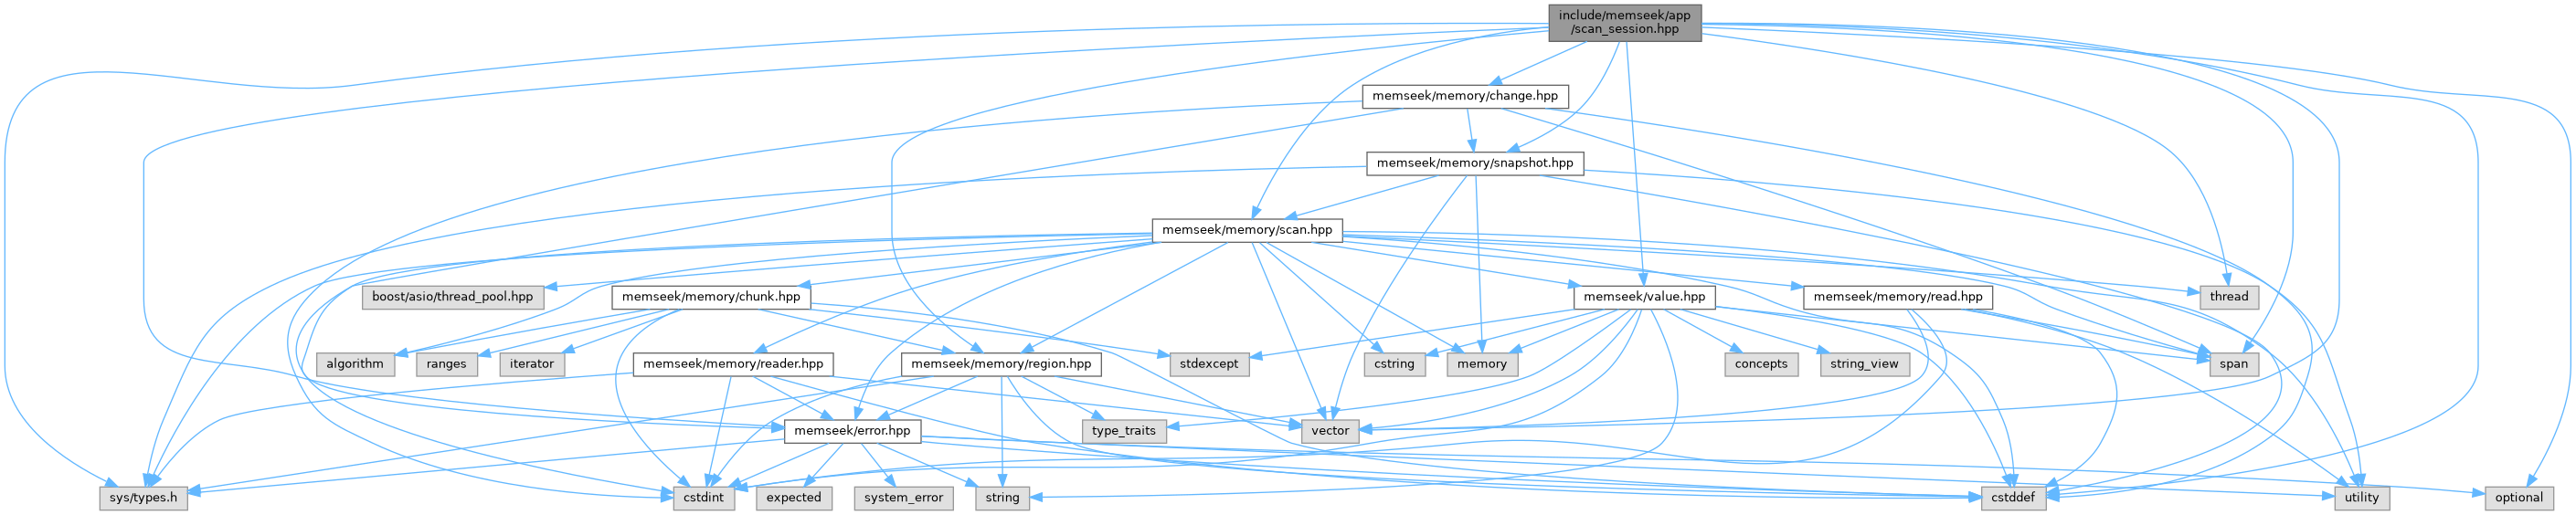 include/memseek/app
/scan_session.hpp
memseek/memory/change.hpp
memseek/memory/snapshot.hpp
memseek/memory/scan.hpp
boost/asio/thread_pool.hpp
memseek/memory/chunk.hpp
memseek/value.hpp
memseek/memory/read.hpp
thread
algorithm
ranges
iterator
memseek/memory/reader.hpp
memseek/memory/region.hpp
stdexcept
cstring
memory
concepts
string_view
span
memseek/error.hpp
type_traits
vector
sys/types.h
cstdint
expected
system_error
string
cstddef
utility
optional